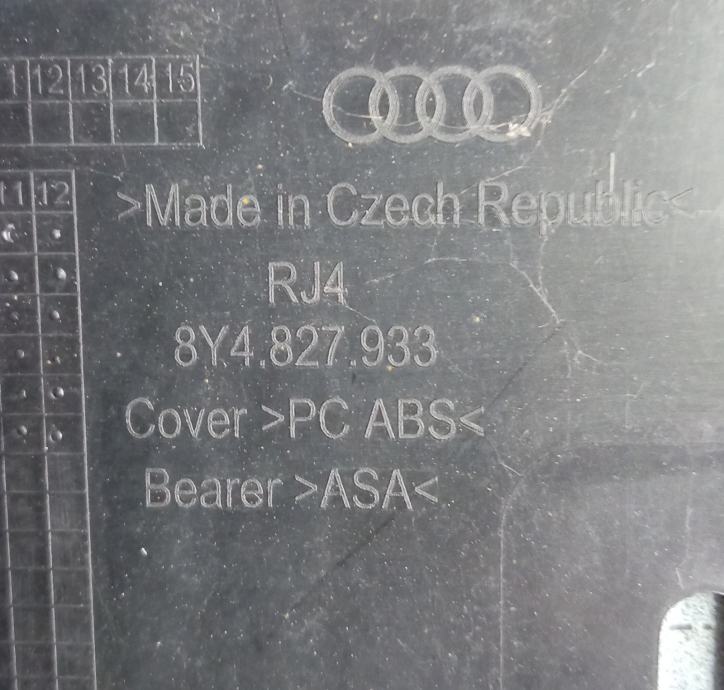 12 13 14 15
11 12
>Made in Czech Republic<
RJ4
8Y4.827.933
Cover >PC ABS<
Bearer >ASA<